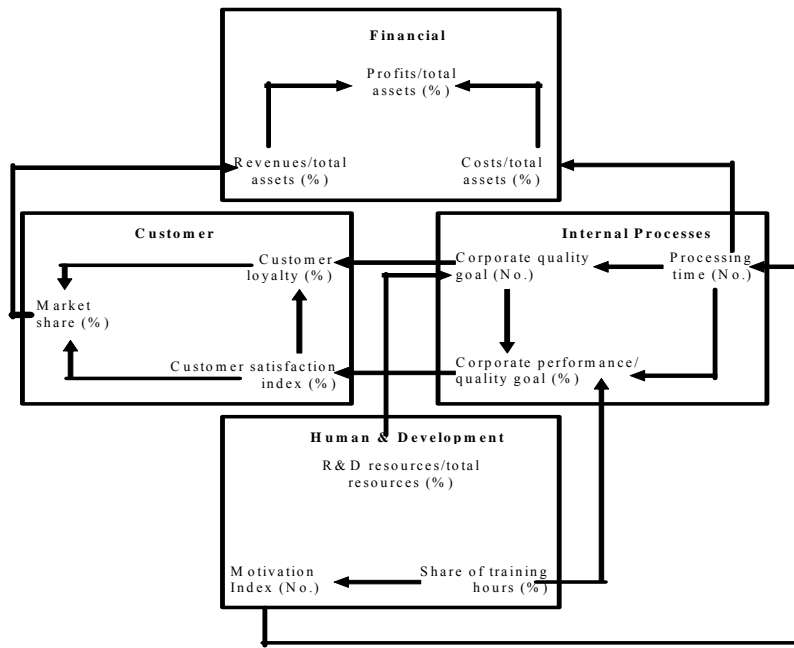 Financial
Profits/total
assets (%)
Revenues/total
assets (%)
Costs/total
assets (%)
Customer
Customer
loyalty (%)
Market
share (%)
Customer satisfaction
index (%)
Internal Processes
Corporate quality
goal (No.)
Processing
time (No.)
Corporate performance/
quality goal (%)
Human & Development
R&D resources/total
resources (%)
Motivation
Index (No.)
Share of training
hours (%)